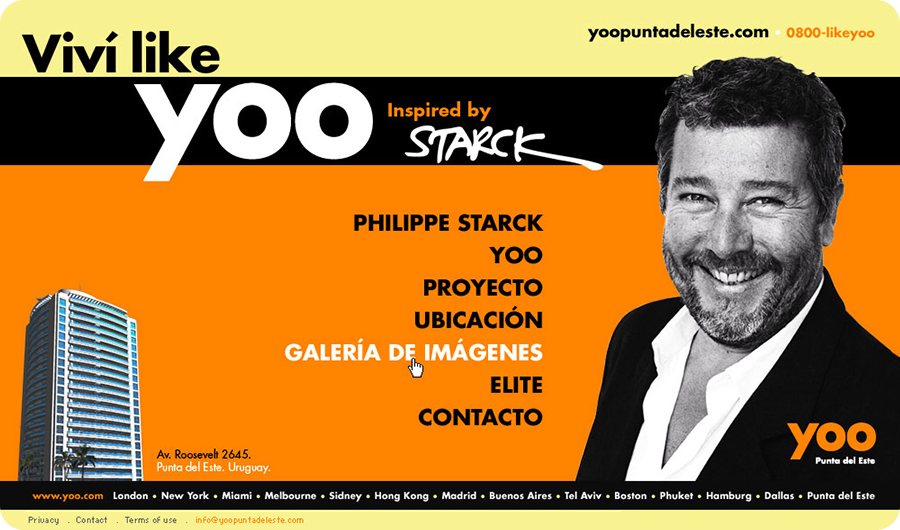 Viví like
yoo
Inspired by
STARCK
yoopuntadeleste.com • 0800-likeyoo
PHILIPPE STARCK
YOO
PROYECTO
UBICACIÓN
GALERÍA DE IMÁGENES
ELITE
CONTACTO
Av. Roosevelt 2645.
Punta del Este. Uruguay.
yoo
Punta del Este
www.yoo.com London • New York • Miami • Melbourne • Sidney • Hong Kong • Madrid • Buenos Aires • Tel Aviv • Boston • Phuket • Hamburg • Dallas • Punta del Este
Privacy . Contact . Terms of use . info@yoopuntadeleste.com